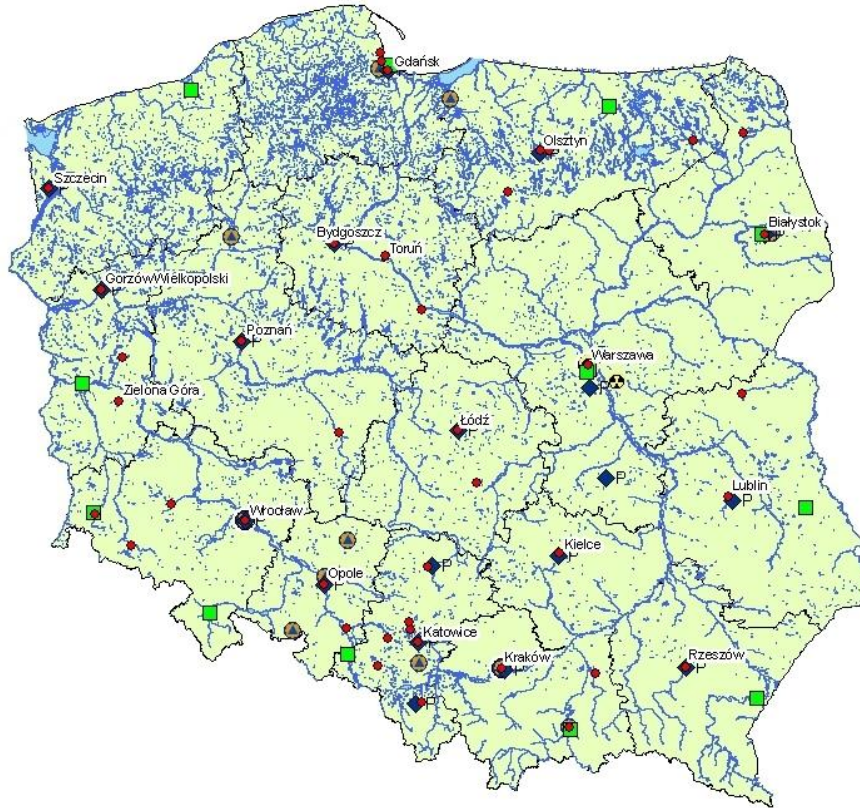 Gdańsk
Olsztyn
Szczecin
Białystok
Bydgoszcz
Toruń
GorzówWielkopolski
P
Poznań
P
Warszawa
P
Zielona Góra
Łódź
P
Lublin
P
P
Wrocław
P
Kielce
P
P
Opole
P
Katowice
P
Kraków
P
Rzeszów
P
P